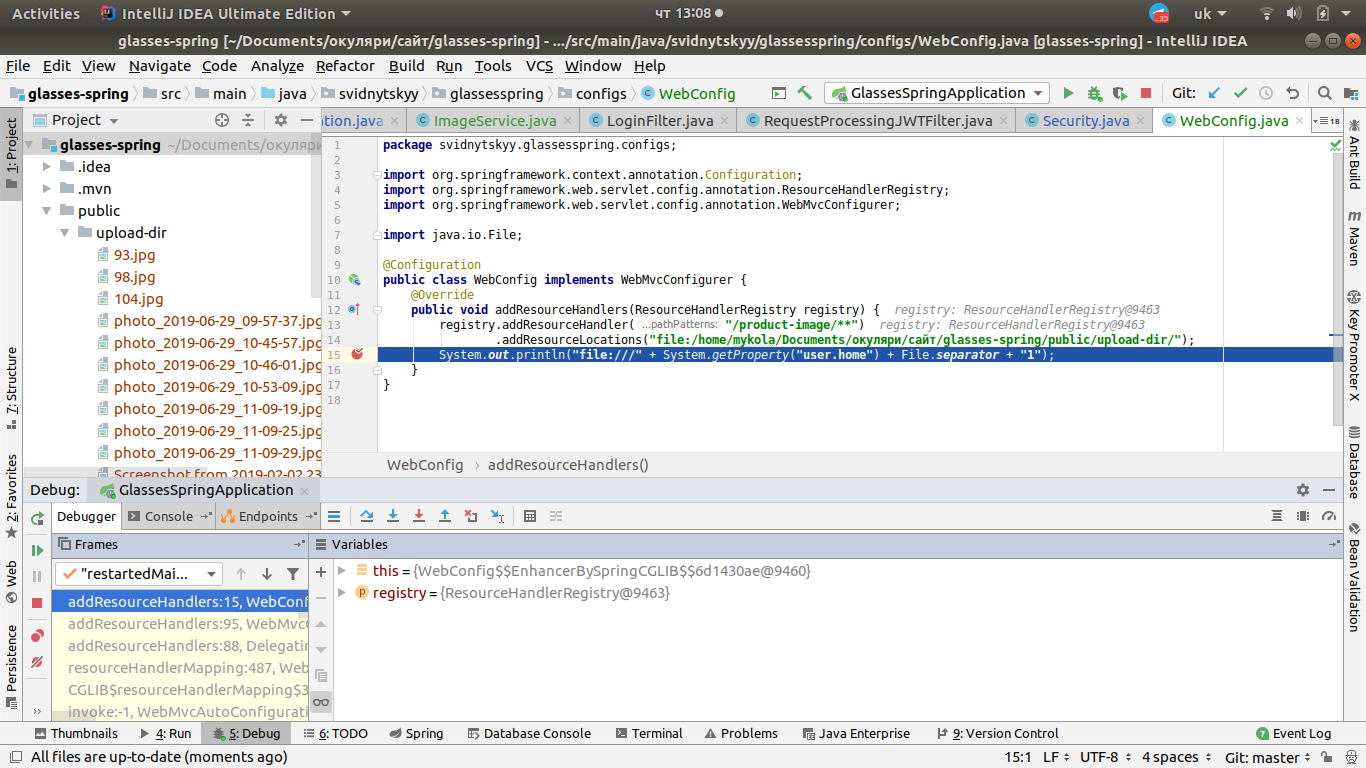 Activities IntelliJ IDEA Ultimate Edition чт 13:08 35 uk
glasses-spring [~/Documents/окуляри/сайт/glasses-spring] - .../src/main/java/svidnytskyy/glassesspring/configs/WebConfig.java [glasses-spring] - IntelliJ IDEA
File Edit View Navigate Code Analyze Refactor Build Run Tools VCS Window Help
glasses-spring src main java svidnytskyy glassesspring configs WebConfig GlassesSpringApplication Git:
Project
ation.java ImageService.java LoginFilter.java RequestProcessingJWTFilter.java Security.java WebConfig.java 18
glasses-spring ~/Documents/окуляри
.idea
.mvn
public
upload-dir
93.jpg
98.jpg
104.jpg
photo_2019-06-29_09-57-37.jpg
photo_2019-06-29_10-45-57.jpg
photo_2019-06-29_10-46-01.jpg
photo_2019-06-29_10-53-09.jpg
photo_2019-06-29_11-09-19.jpg
photo_2019-06-29_11-09-25.jpg
photo_2019-06-29_11-09-29.jpg
Screenshot from 2019-02-02 23
1 package svidnytskyy.glassesspring.configs;
2
3 import org.springframework.context.annotation.Configuration;
4 import org.springframework.web.servlet.config.annotation.ResourceHandlerRegistry;
5 import org.springframework.web.servlet.config.annotation.WebMvcConfigurer;
6
7 import java.io.File;
8
9 @Configuration
10 public class WebConfig implements WebMvcConfigurer {
11 @Override
12 public void addResourceHandlers(ResourceHandlerRegistry registry) { registry: ResourceHandlerRegistry@9463
13 registry.addResourceHandler( ...pathPatterns: "/product-image/**") registry: ResourceHandlerRegistry@9463
14 .addResourceLocations("file:/home/mykola/Documents/окуляри/сайт/glasses-spring/public/upload-dir/");
15 System.out.println("file:///" + System.getProperty("user.home") + File.separator + "1");
16 }
17 }
18
WebConfig › addResourceHandlers()
1: Project
7: Structure
2: Favorites
Web
Persistence
Ant Build
Maven
Key Promoter X
Database
Bean Validation
Debug: GlassesSpringApplication
Debugger Console Endpoints
Frames Variables
"restartedMai...
addResourceHandlers:15, WebConf
addResourceHandlers:95, WebMvcC
addResourceHandlers:88, Delegatin
resourceHandlerMapping:487, Web
CGLIB$resourceHandlerMapping$3
invoke:-1, WebMvcAutoConfigurati
this = {WebConfig$$EnhancerBySpringCGLIB$$6d1430ae@9460}
registry = {ResourceHandlerRegistry@9463}
Thumbnails 4: Run 5: Debug 6: TODO Spring Database Console Terminal Problems Java Enterprise 9: Version Control 7 Event Log
All files are up-to-date (moments ago) 15:1 LF UTF-8 4 spaces Git: master